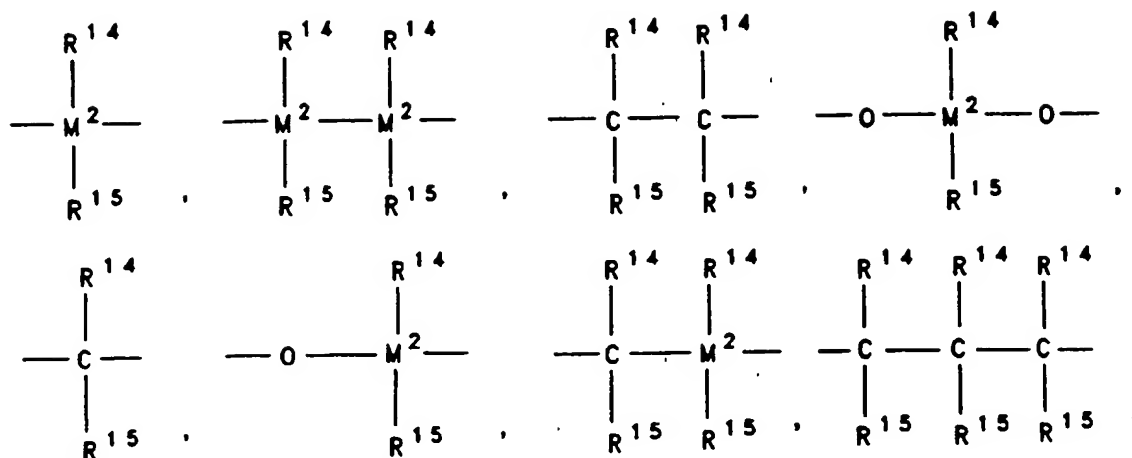 R14 R14 R14 R14 R14 R14
—M2— —M2—M2— —C—C— —O—M2—O—
R15 , R15 R15 , R15 R15 , R15 ,
R14 R14 R14 R14 R14 R14 R14
—C— —O—M2— —C—M2— —C—C—C—
R15 , R15 , R15 R15 , R15 R15 R15